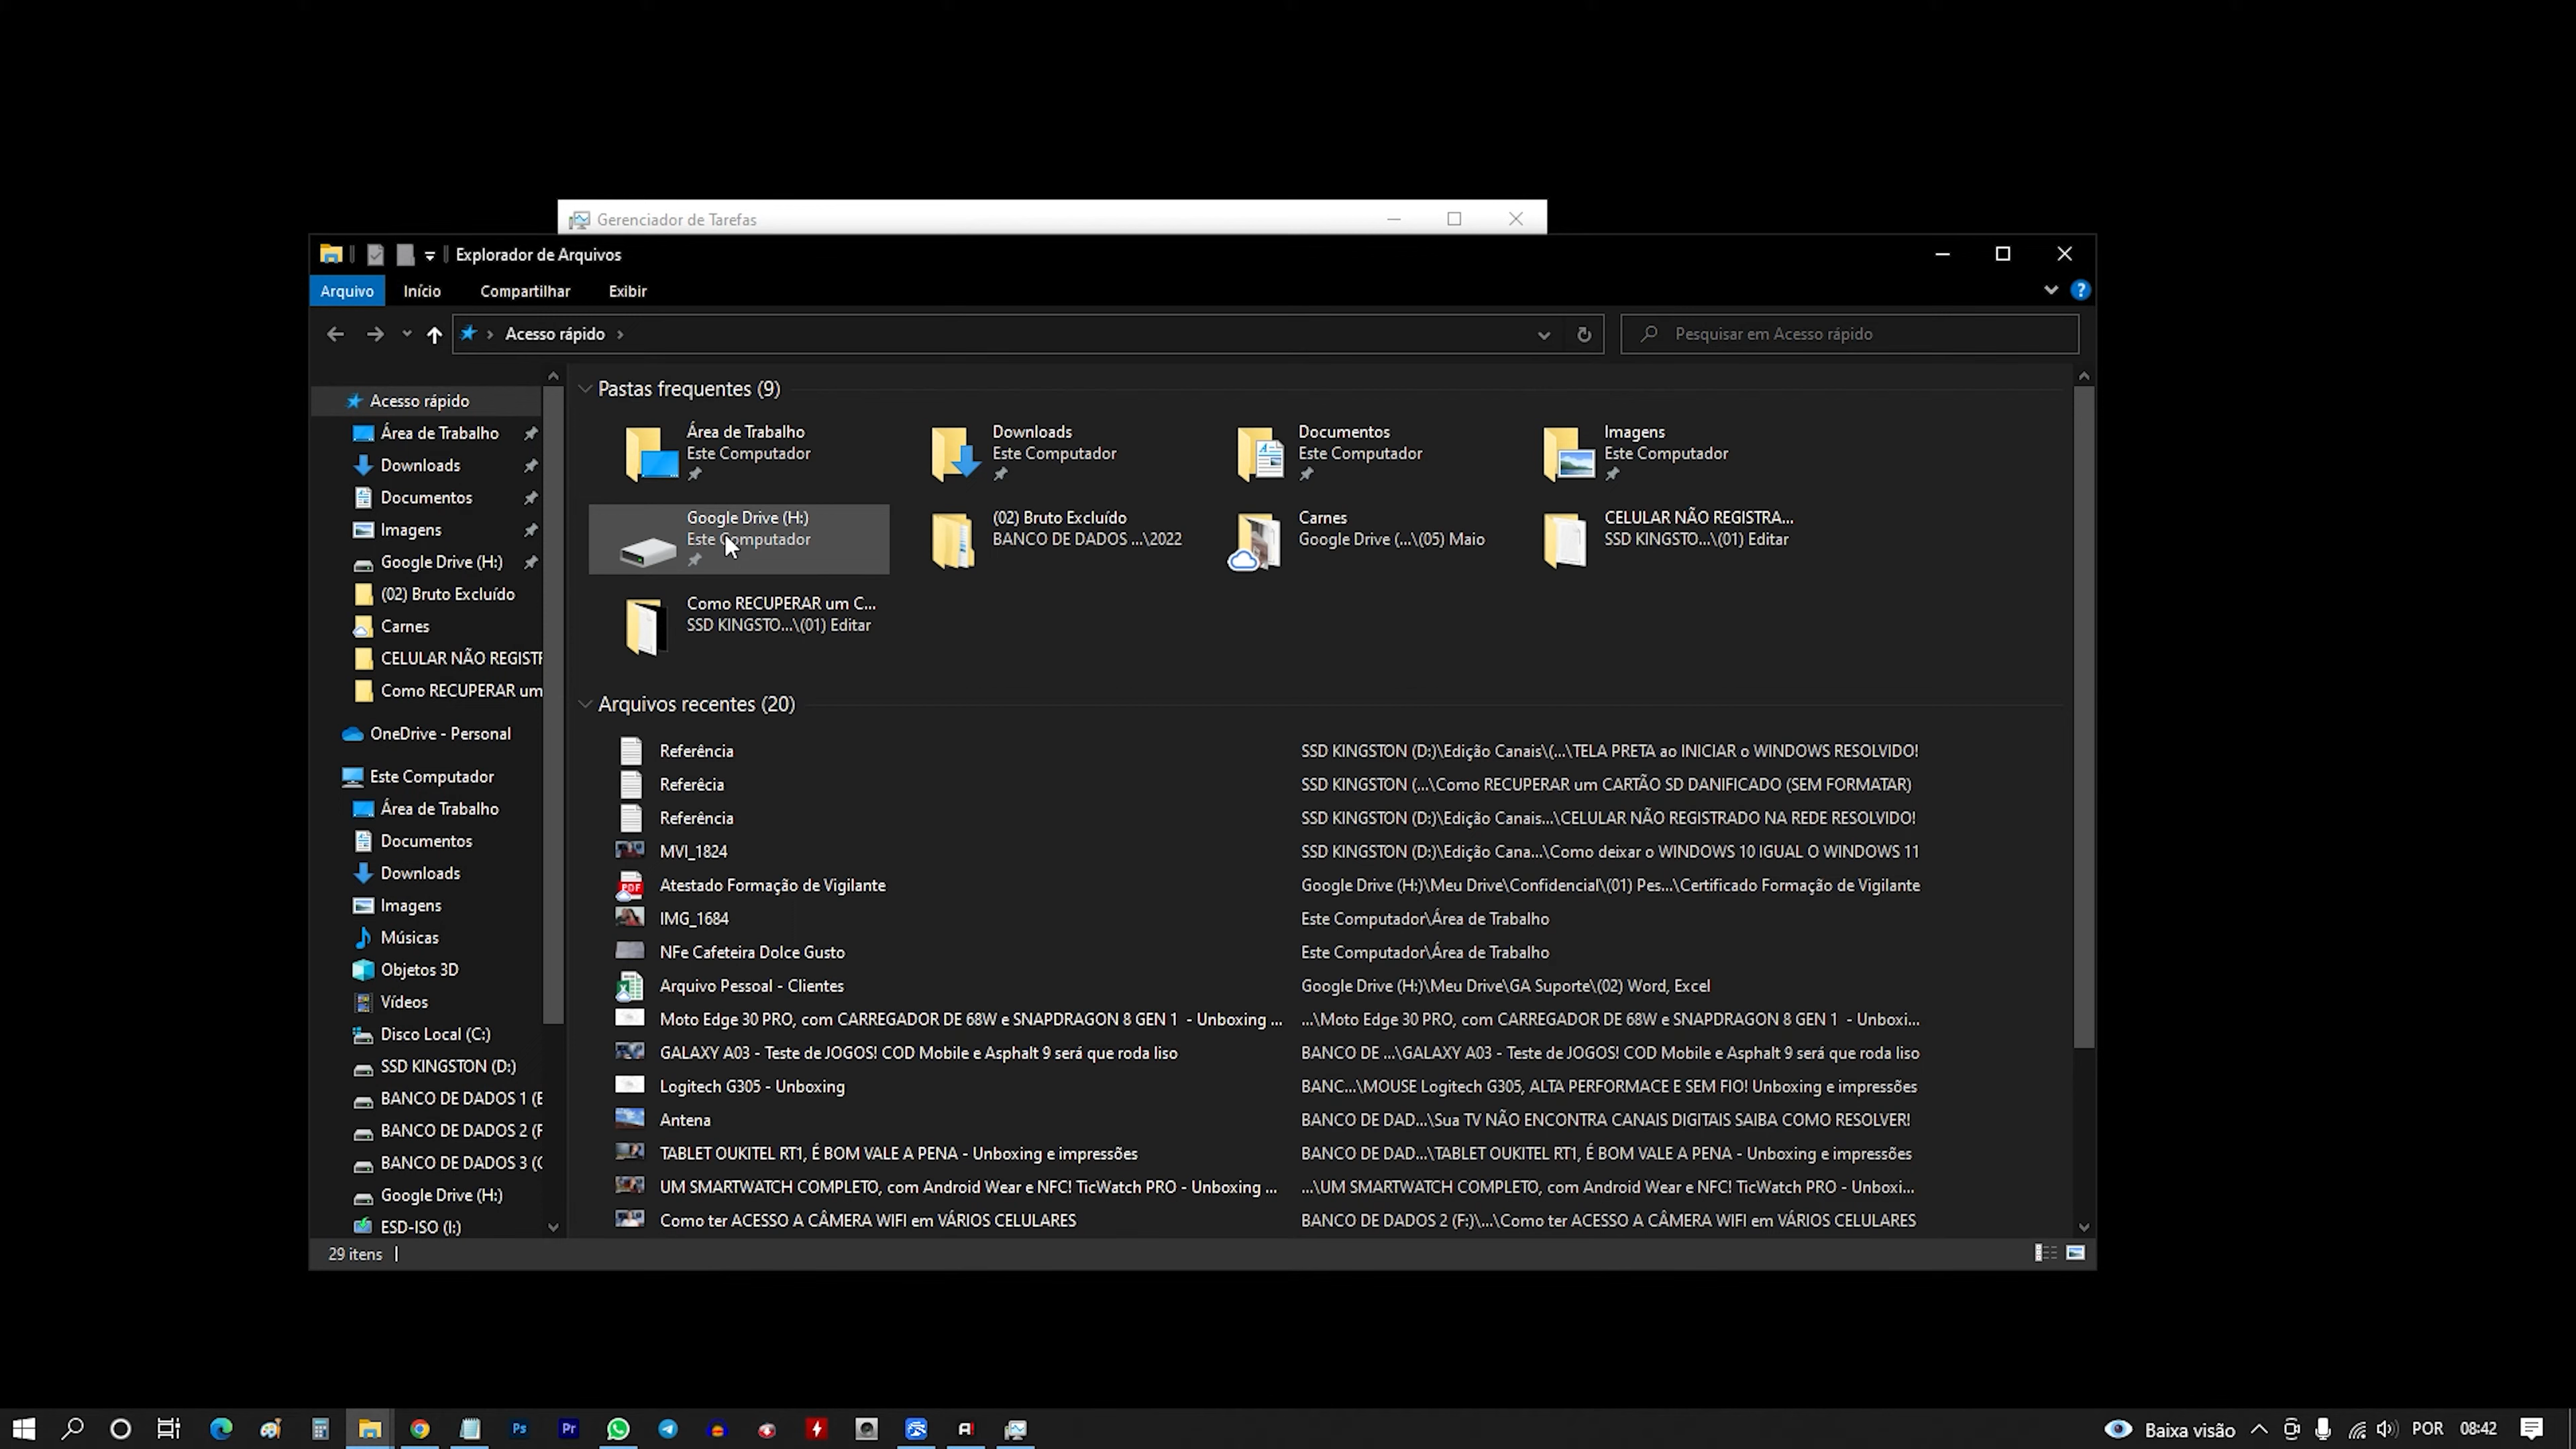 Gerenciador de Tarefas
Explorador de Arquivos
Arquivo
Início
Compartilhar
Exibir
Acesso rápido
Pesquisar em Acesso rápido
Acesso rápido
Área de Trabalho
Downloads
Documentos
Imagens
Google Drive (H:)
(02) Bruto Excluído
Carnes
CELULAR NÃO REGISTR
Como RECUPERAR um
OneDrive - Personal
Este Computador
Área de Trabalho
Documentos
Downloads
Imagens
Músicas
Objetos 3D
Vídeos
Disco Local (C:)
SSD KINGSTON (D:)
BANCO DE DADOS 1 (E
BANCO DE DADOS 2 (F
BANCO DE DADOS 3 (G
Google Drive (H:)
ESD-ISO (I:)
Pastas frequentes (9)
Área de Trabalho
Este Computador
Downloads
Este Computador
Documentos
Este Computador
Imagens
Este Computador
Google Drive (H:)
Este Computador
(02) Bruto Excluído
BANCO DE DADOS ...\2022
Carnes
Google Drive (...\(05) Maio
CELULAR NÃO REGISTRA...
SSD KINGSTO...\(01) Editar
Como RECUPERAR um C...
SSD KINGSTO...\(01) Editar
Arquivos recentes (20)
Referência SSD KINGSTON (D:)\Edição Canais\(...\TELA PRETA ao INICIAR o WINDOWS RESOLVIDO!
Referêcia SSD KINGSTON (...\Como RECUPERAR um CARTÃO SD DANIFICADO (SEM FORMATAR)
Referência SSD KINGSTON (D:)\Edição Canais...\CELULAR NÃO REGISTRADO NA REDE RESOLVIDO!
MVI_1824 SSD KINGSTON (D:)\Edição Cana...\Como deixar o WINDOWS 10 IGUAL O WINDOWS 11
Atestado Formação de Vigilante Google Drive (H:)\Meu Drive\Confidencial\(01) Pes...\Certificado Formação de Vigilante
IMG_1684 Este Computador\Área de Trabalho
NFe Cafeteira Dolce Gusto Este Computador\Área de Trabalho
Arquivo Pessoal - Clientes Google Drive (H:)\Meu Drive\GA Suporte\(02) Word, Excel
Moto Edge 30 PRO, com CARREGADOR DE 68W e SNAPDRAGON 8 GEN 1 - Unboxing ... ...\Moto Edge 30 PRO, com CARREGADOR DE 68W e SNAPDRAGON 8 GEN 1 - Unboxi...
GALAXY A03 - Teste de JOGOS! COD Mobile e Asphalt 9 será que roda liso BANCO DE ...\GALAXY A03 - Teste de JOGOS! COD Mobile e Asphalt 9 será que roda liso
Logitech G305 - Unboxing BANC...\MOUSE Logitech G305, ALTA PERFORMACE E SEM FIO! Unboxing e impressões
Antena BANCO DE DAD...\Sua TV NÃO ENCONTRA CANAIS DIGITAIS SAIBA COMO RESOLVER!
TABLET OUKITEL RT1, É BOM VALE A PENA - Unboxing e impressões BANCO DE DAD...\TABLET OUKITEL RT1, É BOM VALE A PENA - Unboxing e impressões
UM SMARTWATCH COMPLETO, com Android Wear e NFC! TicWatch PRO - Unboxing ... ...\UM SMARTWATCH COMPLETO, com Android Wear e NFC! TicWatch PRO - Unboxi...
Como ter ACESSO A CÂMERA WIFI em VÁRIOS CELULARES BANCO DE DADOS 2 (F:)\...\Como ter ACESSO A CÂMERA WIFI em VÁRIOS CELULARES
29 itens
Ps
Pr
Baixa visão
POR
08:42